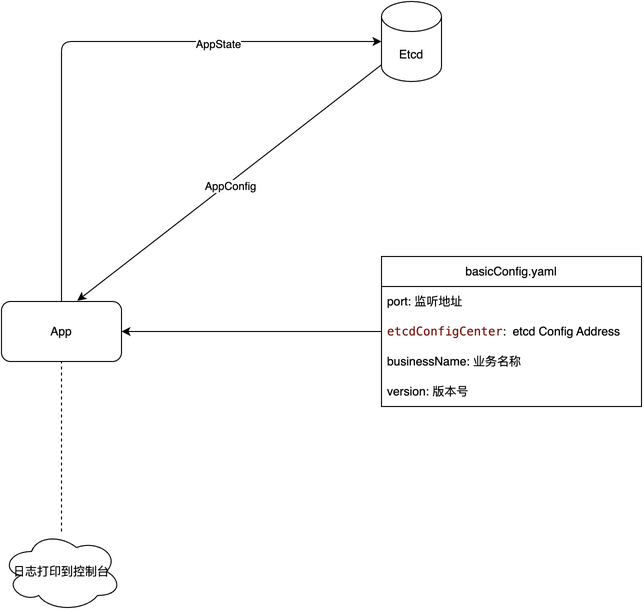 AppState
Etcd
AppConfig
basicConfig.yaml
port: 监听地址
etcdConfigCenter: etcd Config Address
businessName: 业务名称
version: 版本号
App
日志打印到控制台